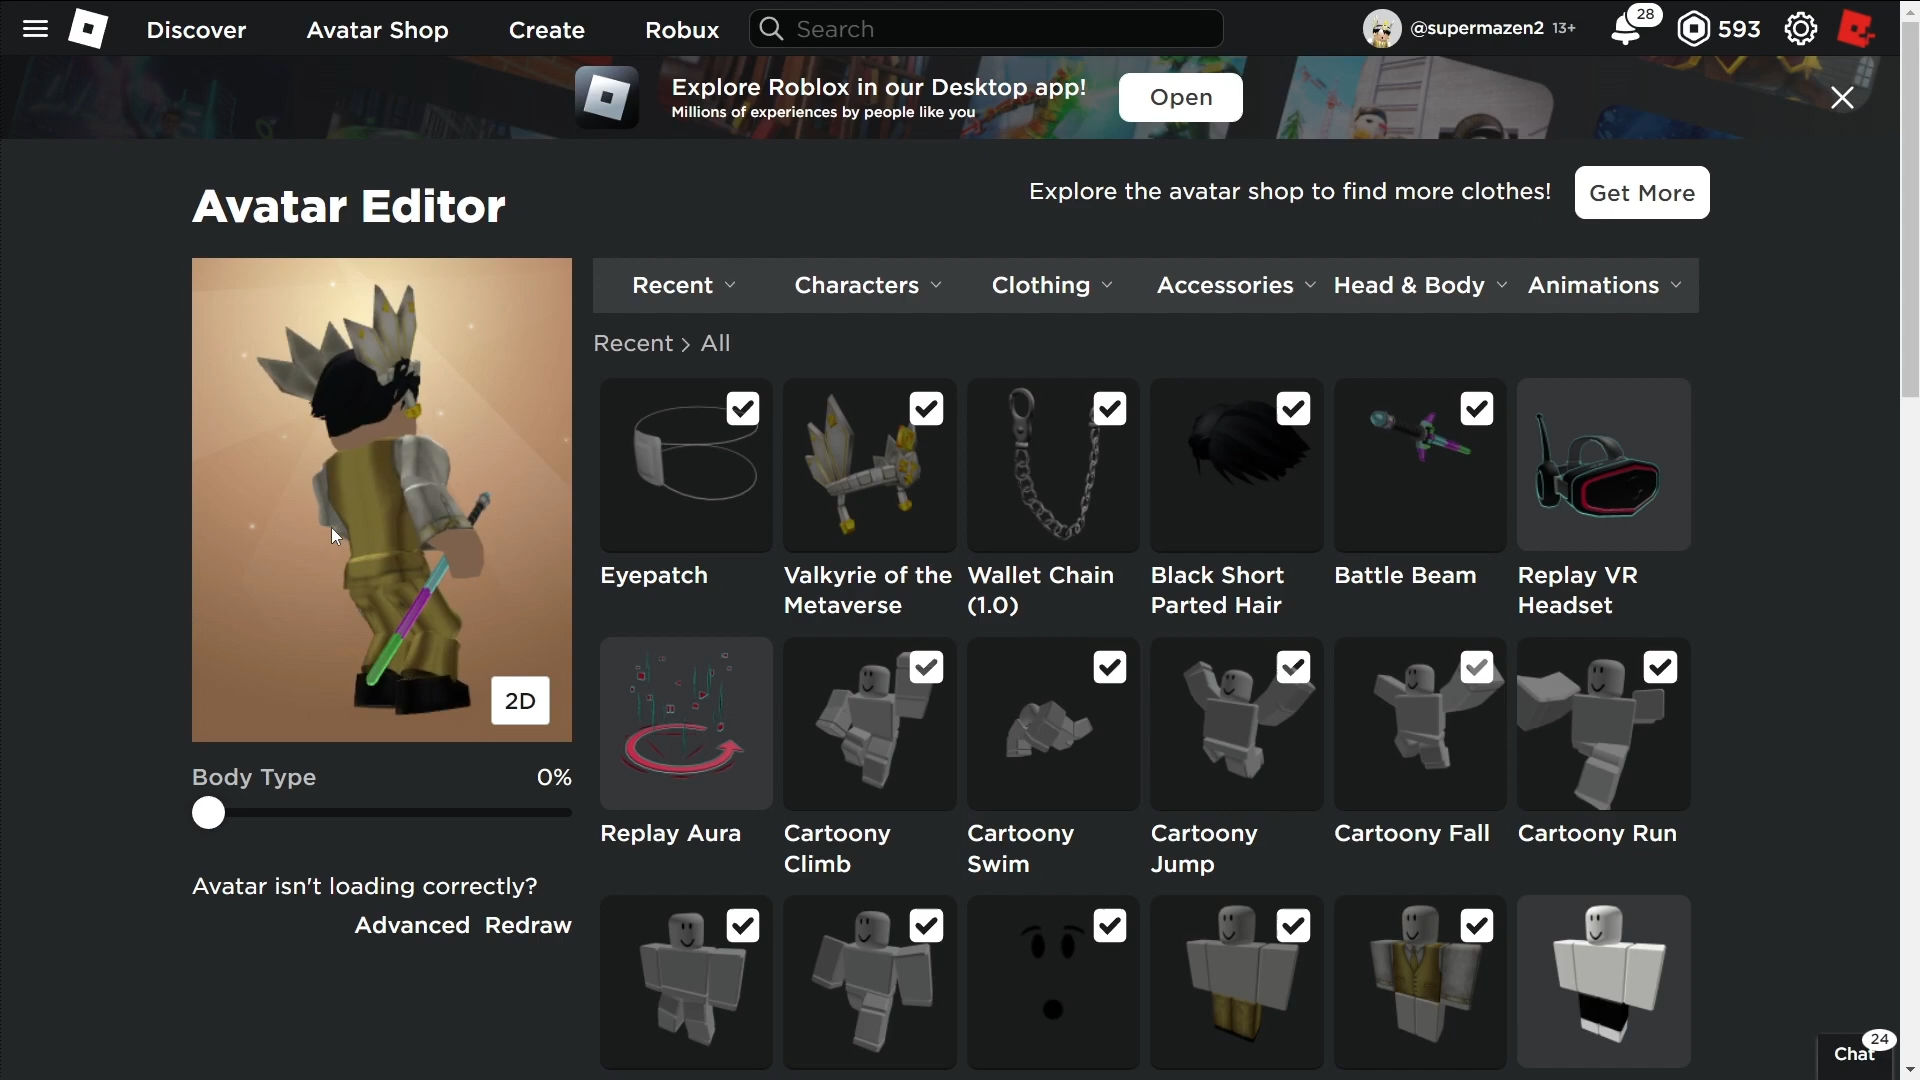 Discover Avatar Shop Create Robux Search @supermazen2 13+ 28 593
Explore Roblox in our Desktop app!
Millions of experiences by people like you
Open
Avatar Editor
Explore the avatar shop to find more clothes! Get More
Recent Characters Clothing Accessories Head & Body Animations
Recent > All
Eyepatch
Valkyrie of the
Metaverse
Wallet Chain
(1.0)
Black Short
Parted Hair
Battle Beam
Replay VR
Headset
2D
Body Type 0%
Replay Aura
Cartoony
Climb
Cartoony
Swim
Cartoony
Jump
Cartoony Fall
Cartoony Run
Avatar isn't loading correctly?
Advanced Redraw
Chat 24